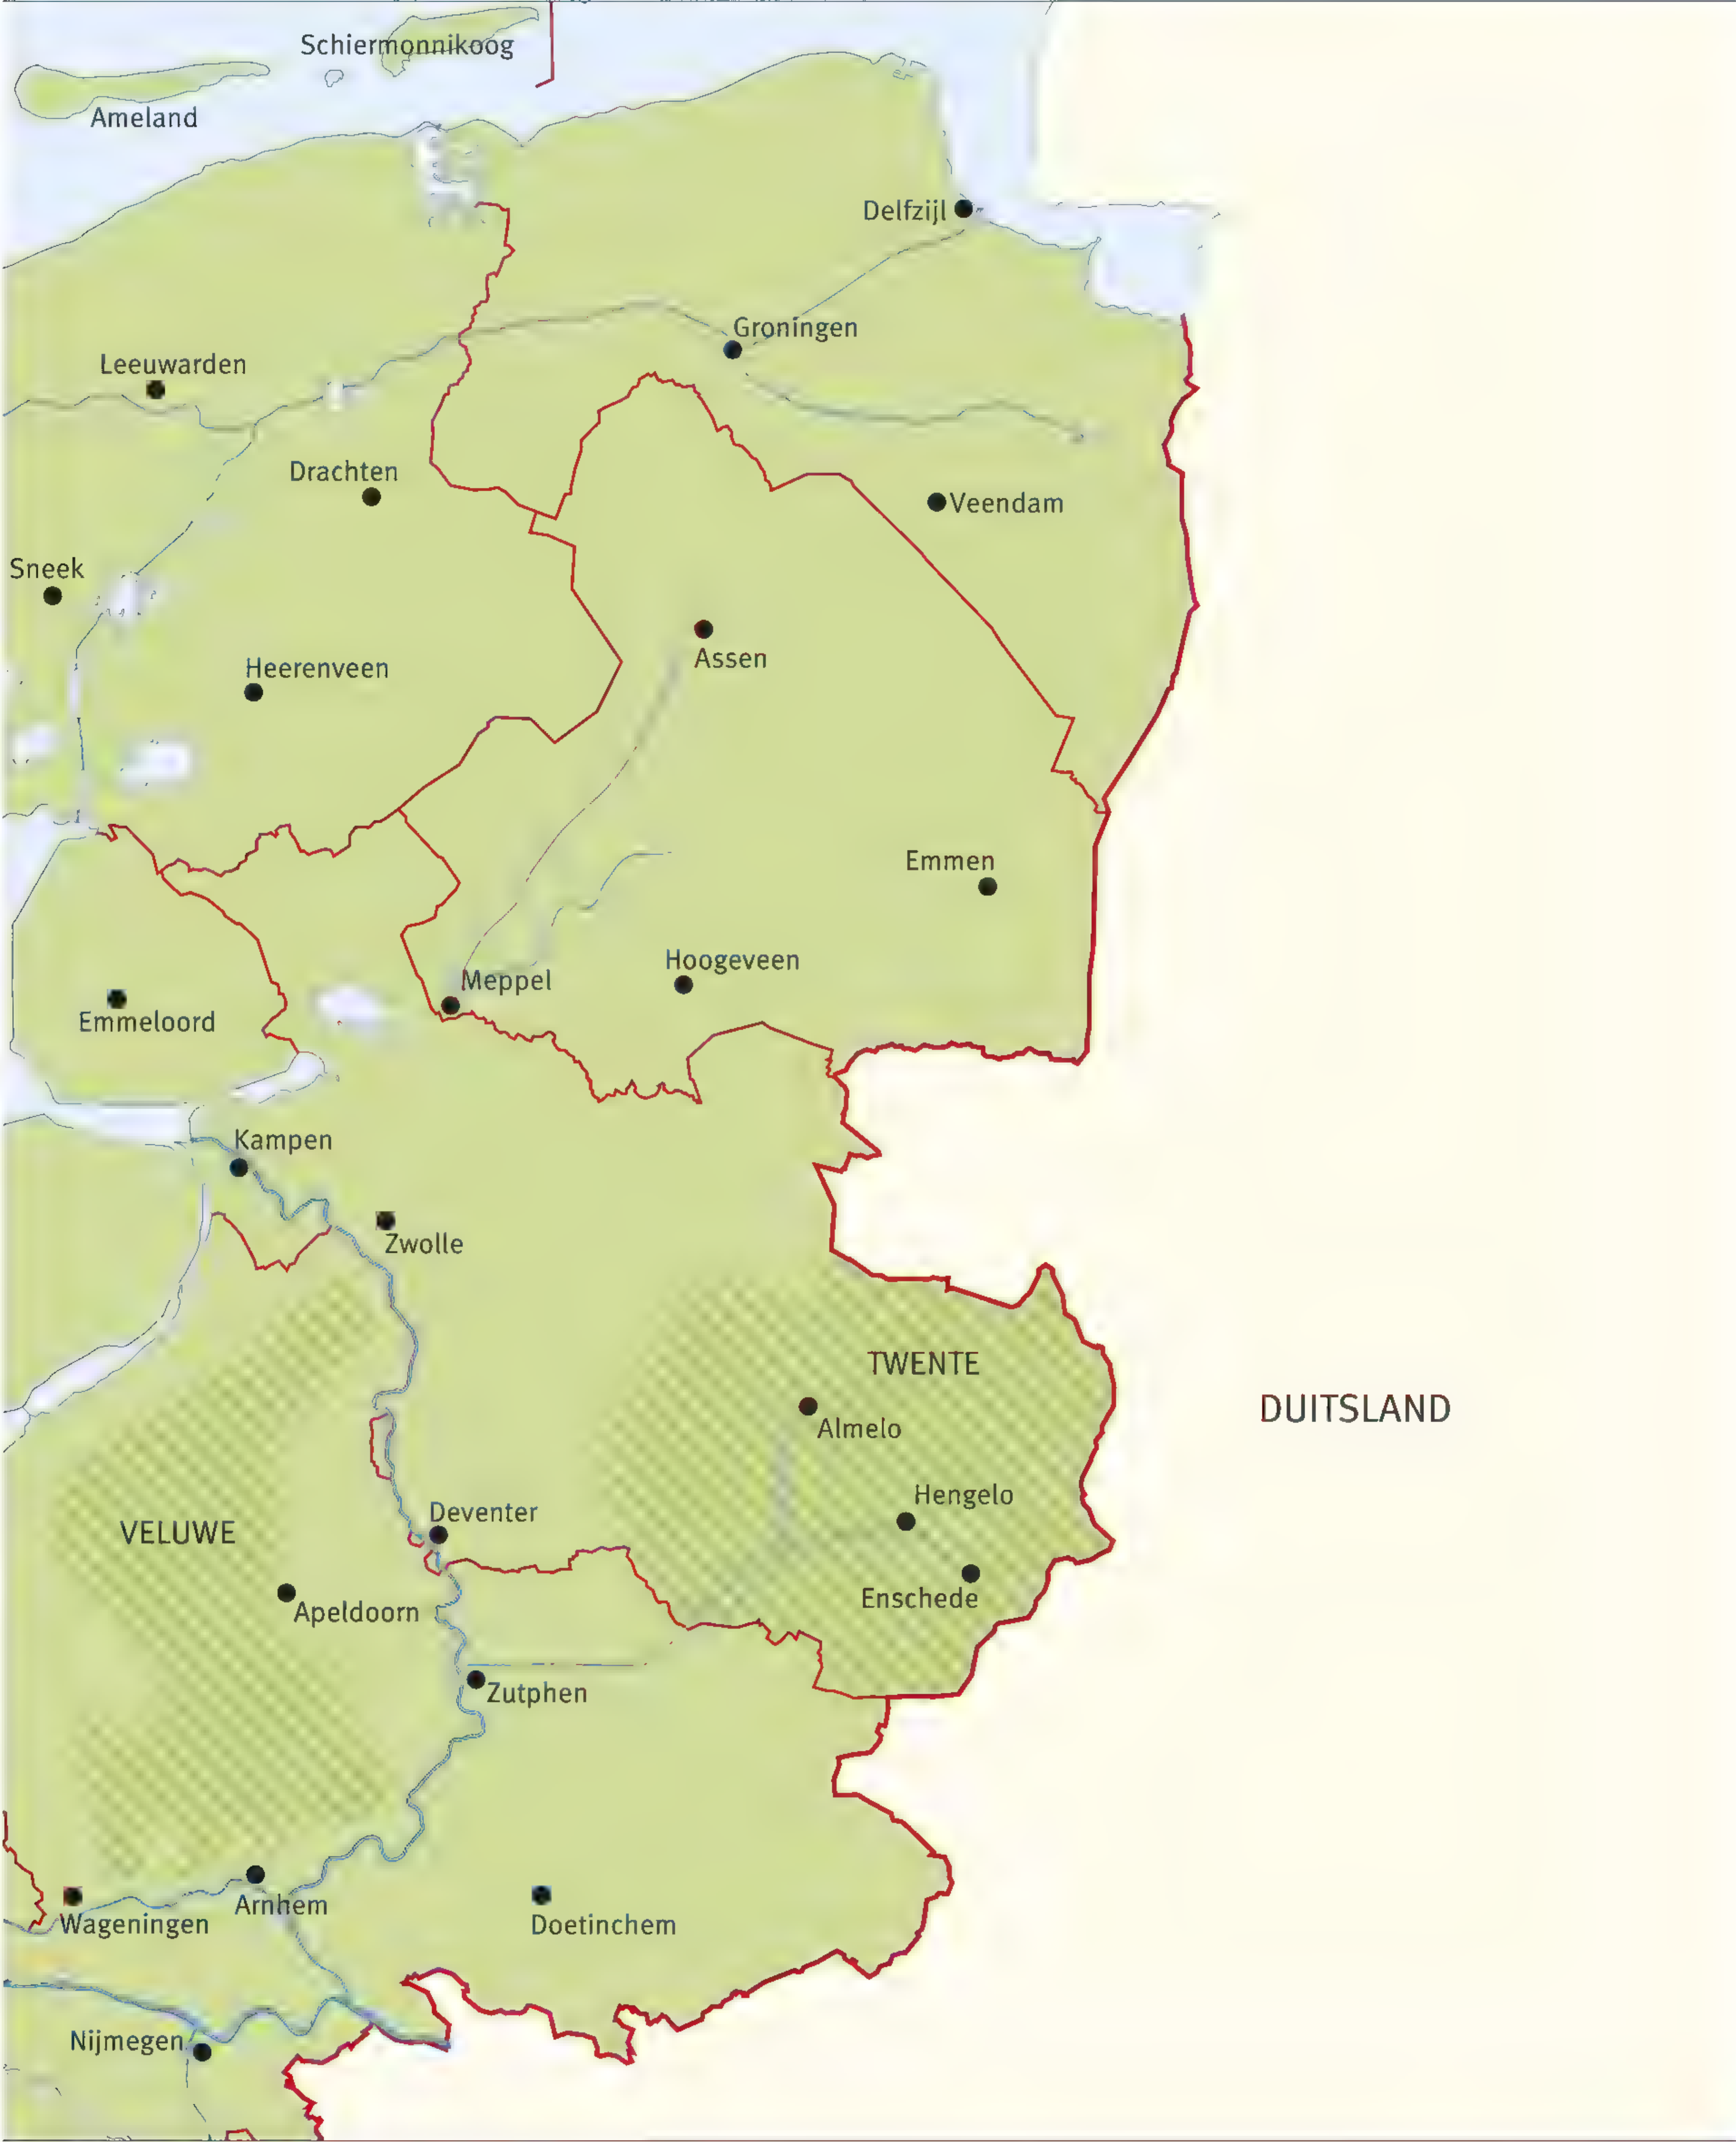 Schiermonnikoog
Ameland
Delfzijl
Groningen
Leeuwarden
Drachten
Veendam
Sneek
Assen
Heerenveen
Emmen
Hoogeveen
Meppel
Emmeloord
Kampen
Zwolle
TWENTE
DUITSLAND
Almelo
Hengelo
Deventer
VELUWE
Enschede
Apeldoorn
Zutphen
Arnhem
Wageningen
Doetinchem
Nijmegen